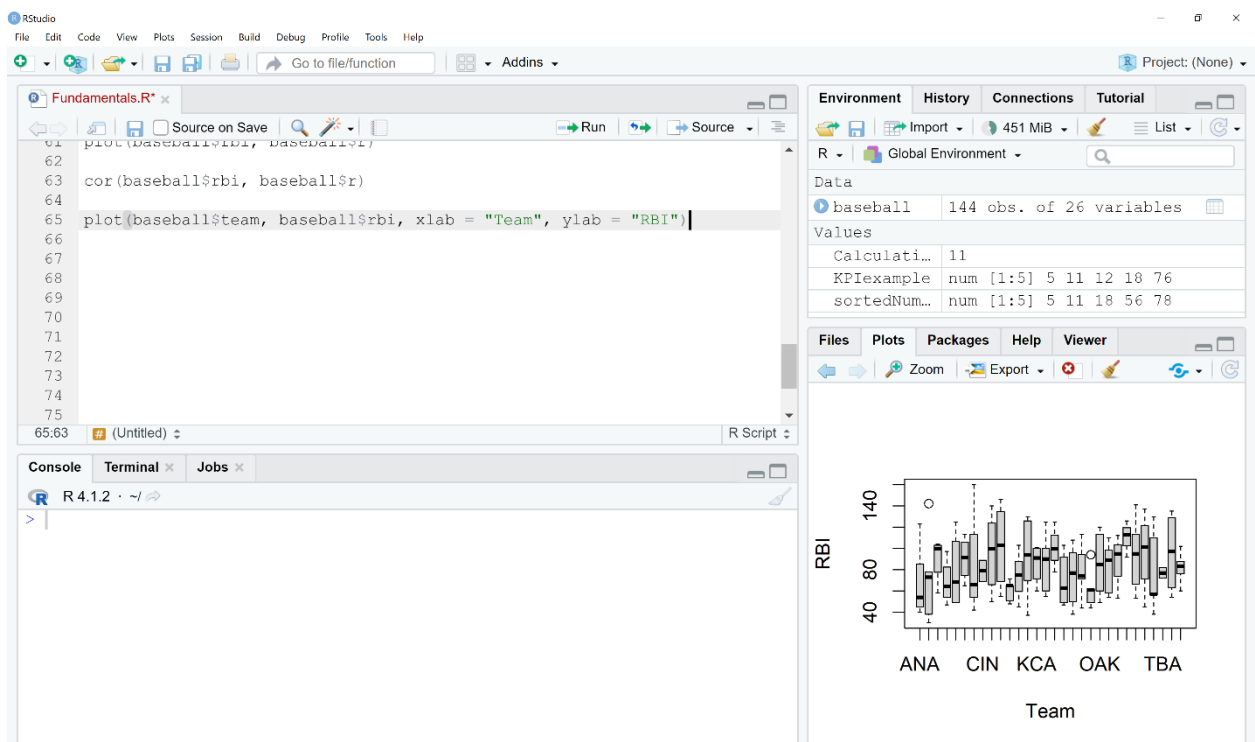 RStudio
File Edit Code View Plots Session Build Debug Profile Tools Help
Go to file/function Addins Project: (None)
Fundamentals.R*
Source on Save Run Source
61 plot(baseball$rbi, baseball$r)
62
63 cor(baseball$rbi, baseball$r)
64
65 plot(baseball$team, baseball$rbi, xlab = "Team", ylab = "RBI")
66
67
68
69
70
71
72
73
74
75
65:63 # (Untitled) R Script
Console Terminal Jobs
R R 4.1.2 · ~/
>
Environment History Connections Tutorial
Import 451 MiB List
R Global Environment
Data
baseball 144 obs. of 26 variables
Values
Calculati… 11
KPIexample num [1:5] 5 11 12 18 76
sortedNum… num [1:5] 5 11 18 56 78
Files Plots Packages Help Viewer
Zoom Export
RBI
140
80
40
ANA CIN KCA OAK TBA
Team